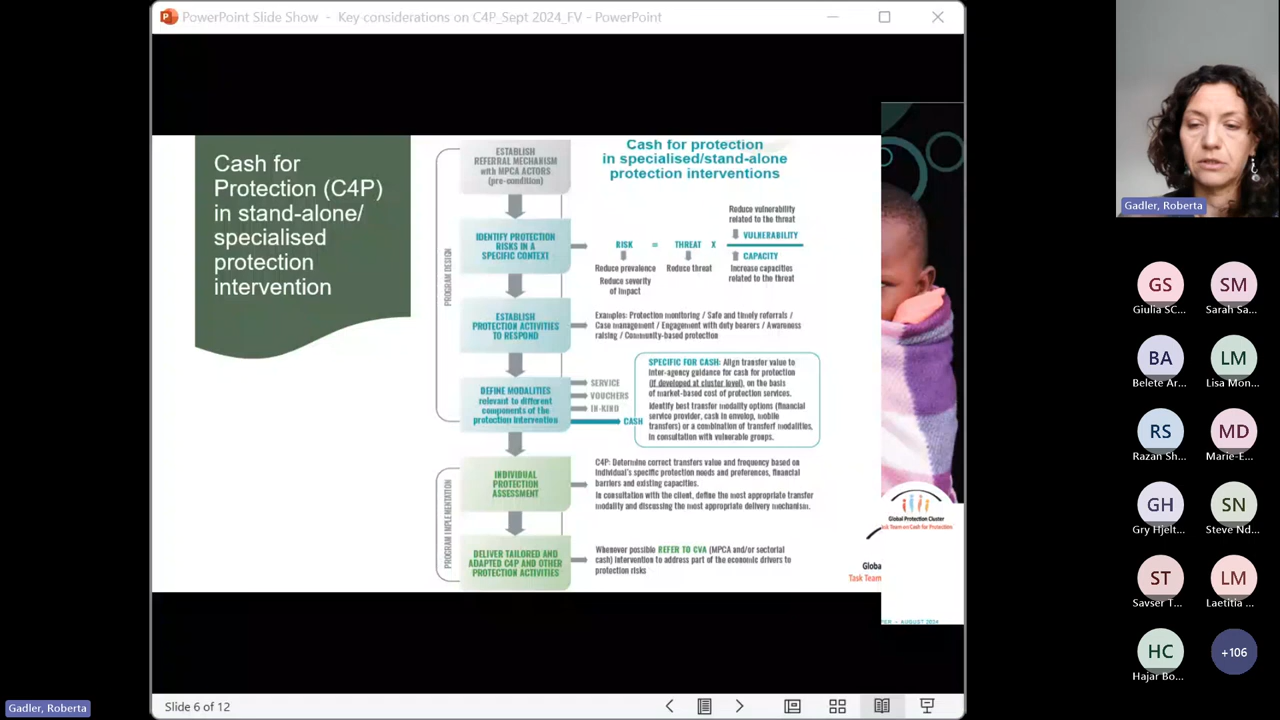 PowerPoint Slide Show - Key considerations on C4P_Sept 2024_FV - PowerPoint
Cash for
Protection (C4P)
in stand-alone/
specialised
protection
intervention
ESTABLISH
REFERRAL MECHANISM
with MPCA ACTORS
(pre-condition)
PROGRAM DESIGN
IDENTIFY PROTECTION
RISKS IN A
SPECIFIC CONTEXT
ESTABLISH
PROTECTION ACTIVITIES
TO RESPOND
DEFINE MODALITIES
relevant to different
components of the
protection intervention
SERVICE
VOUCHERS
IN-KIND
CASH
PROGRAM IMPLEMENTATION
INDIVIDUAL
PROTECTION
ASSESSMENT
DELIVER TAILORED AND
ADAPTED C4P AND OTHER
PROTECTION ACTIVITIES
Cash for protection
in specialised/stand-alone
protection interventions
Reduce vulnerability
related to the threat
VULNERABILITY
RISK = THREAT X
CAPACITY
Reduce prevalence
Reduce severity
of impact
Reduce threat
Increase capacities
related to the threat
Examples: Protection monitoring / Safe and timely referrals /
Case management / Engagement with duty bearers / Awareness
raising / Community-based protection
SPECIFIC FOR CASH: Align transfer value to
inter-agency guidance for cash for protection
(if developed at cluster level), on the basis
of market-based cost of protection services.
Identify best transfer modality options (financial
service provider, cash in envelop, mobile
transfers) or a combination of transferf modalities,
in consultation with vulnerable groups.
C4P: Determine correct transfers value and frequency based on
individual's specific protection needs and preferences, financial
barriers and existing capacities.
In consultation with the client, define the most appropriate transfer
modality and discussing the most appropriate delivery mechanism.
Whenever possible REFER TO CVA (MPCA and/or sectorial
cash) intervention to address part of the economic drivers to
protection risks
Global Protection Cluster
Task Team on Cash for Protection
Global
Task Team
- AUGUST 2024
Slide 6 of 12
Gadler, Roberta
Gadler, Roberta
GS
SM
Giulia SC...
Sarah Sa...
BA
LM
Belete Ar...
Lisa Mon...
RS
MD
Razan Sh...
Marie-E...
GH
SN
Gry Hjelt...
Steve Nd...
ST
LM
Savser T...
Laetitia ...
HC
+106
Hajar Bo...